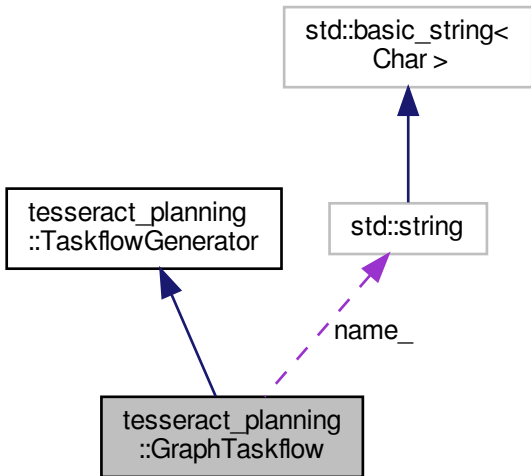 std::basic_string<
Char >
tesseract_planning
::TaskflowGenerator
std::string
name_
tesseract_planning
::GraphTaskflow